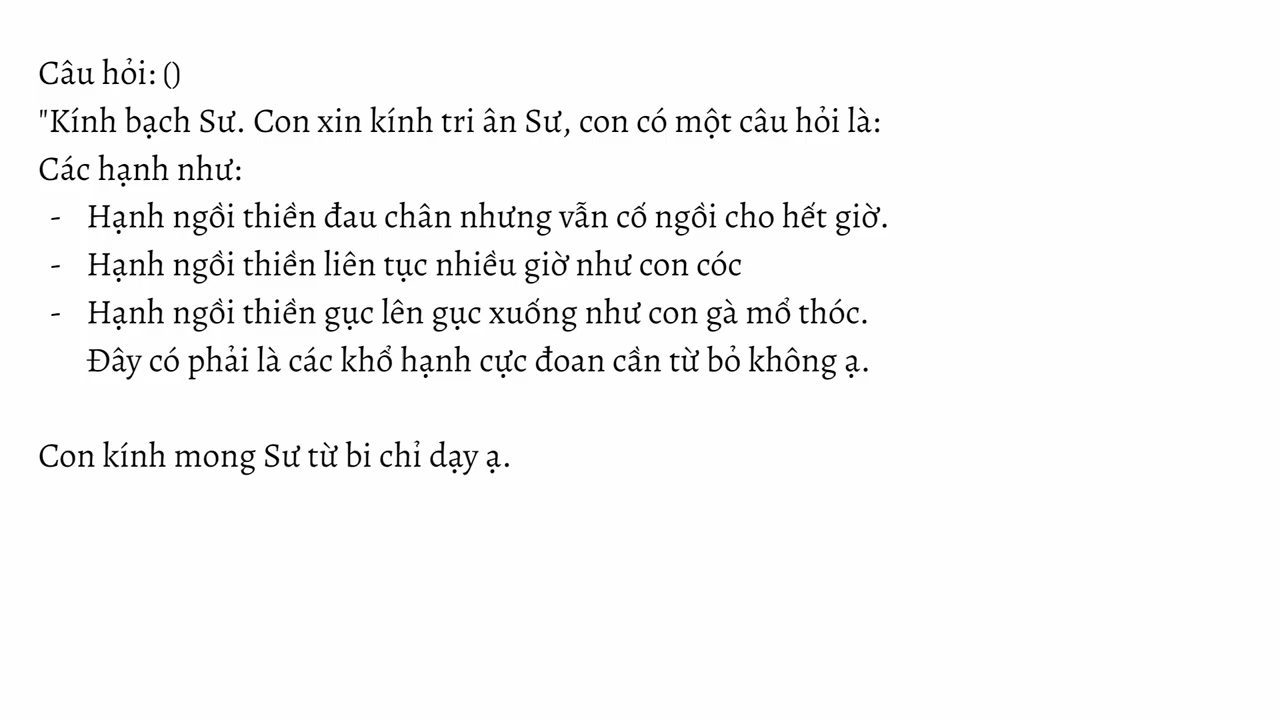 Câu hỏi: ()
"Kính bạch Sư. Con xin kính tri ân Sư, con có một câu hỏi là:
Các hạnh như:
- Hạnh ngồi thiền đau chân nhưng vẫn cố ngồi cho hết giờ.
- Hạnh ngồi thiền liên tục nhiều giờ như con cóc
- Hạnh ngồi thiền gục lên gục xuống như con gà mổ thóc.
Đây có phải là các khổ hạnh cực đoan cần từ bỏ không ạ.
Con kính mong Sư từ bi chỉ dạy ạ.